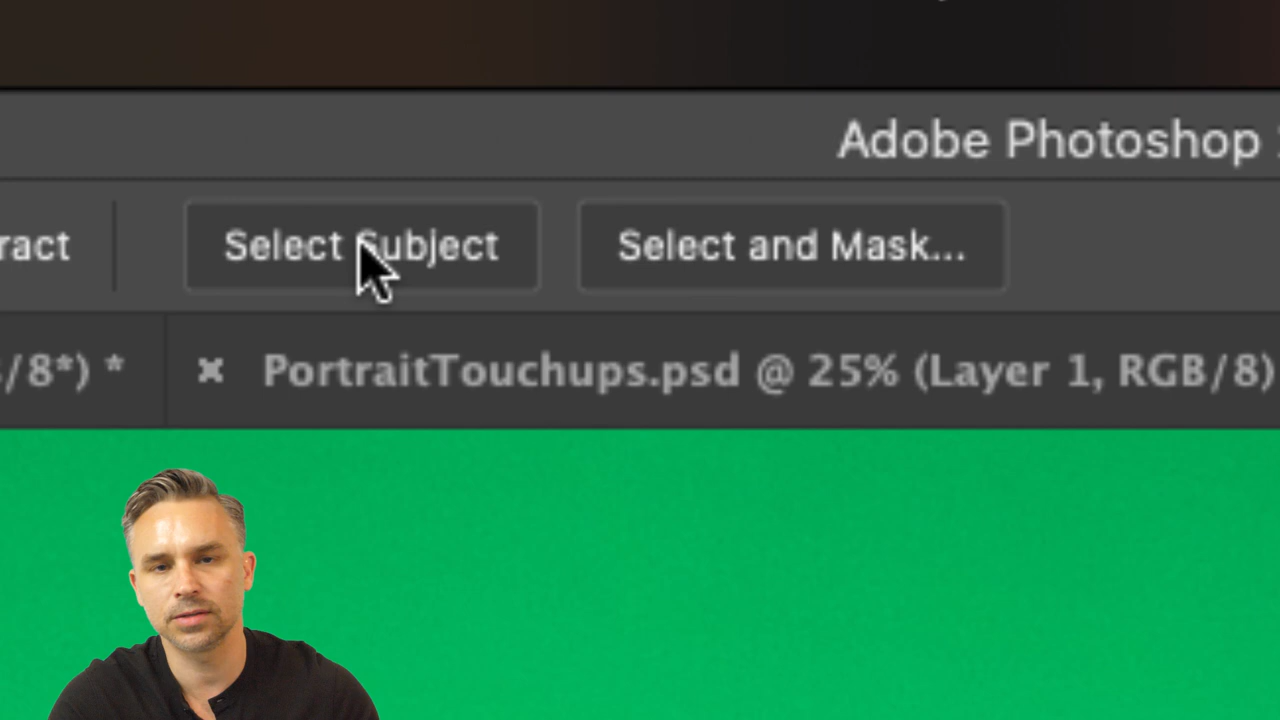 Adobe Photoshop
ract
Select Subject
Select and Mask...
/8*) *
PortraitTouchups.psd @ 25% (Layer 1, RGB/8)